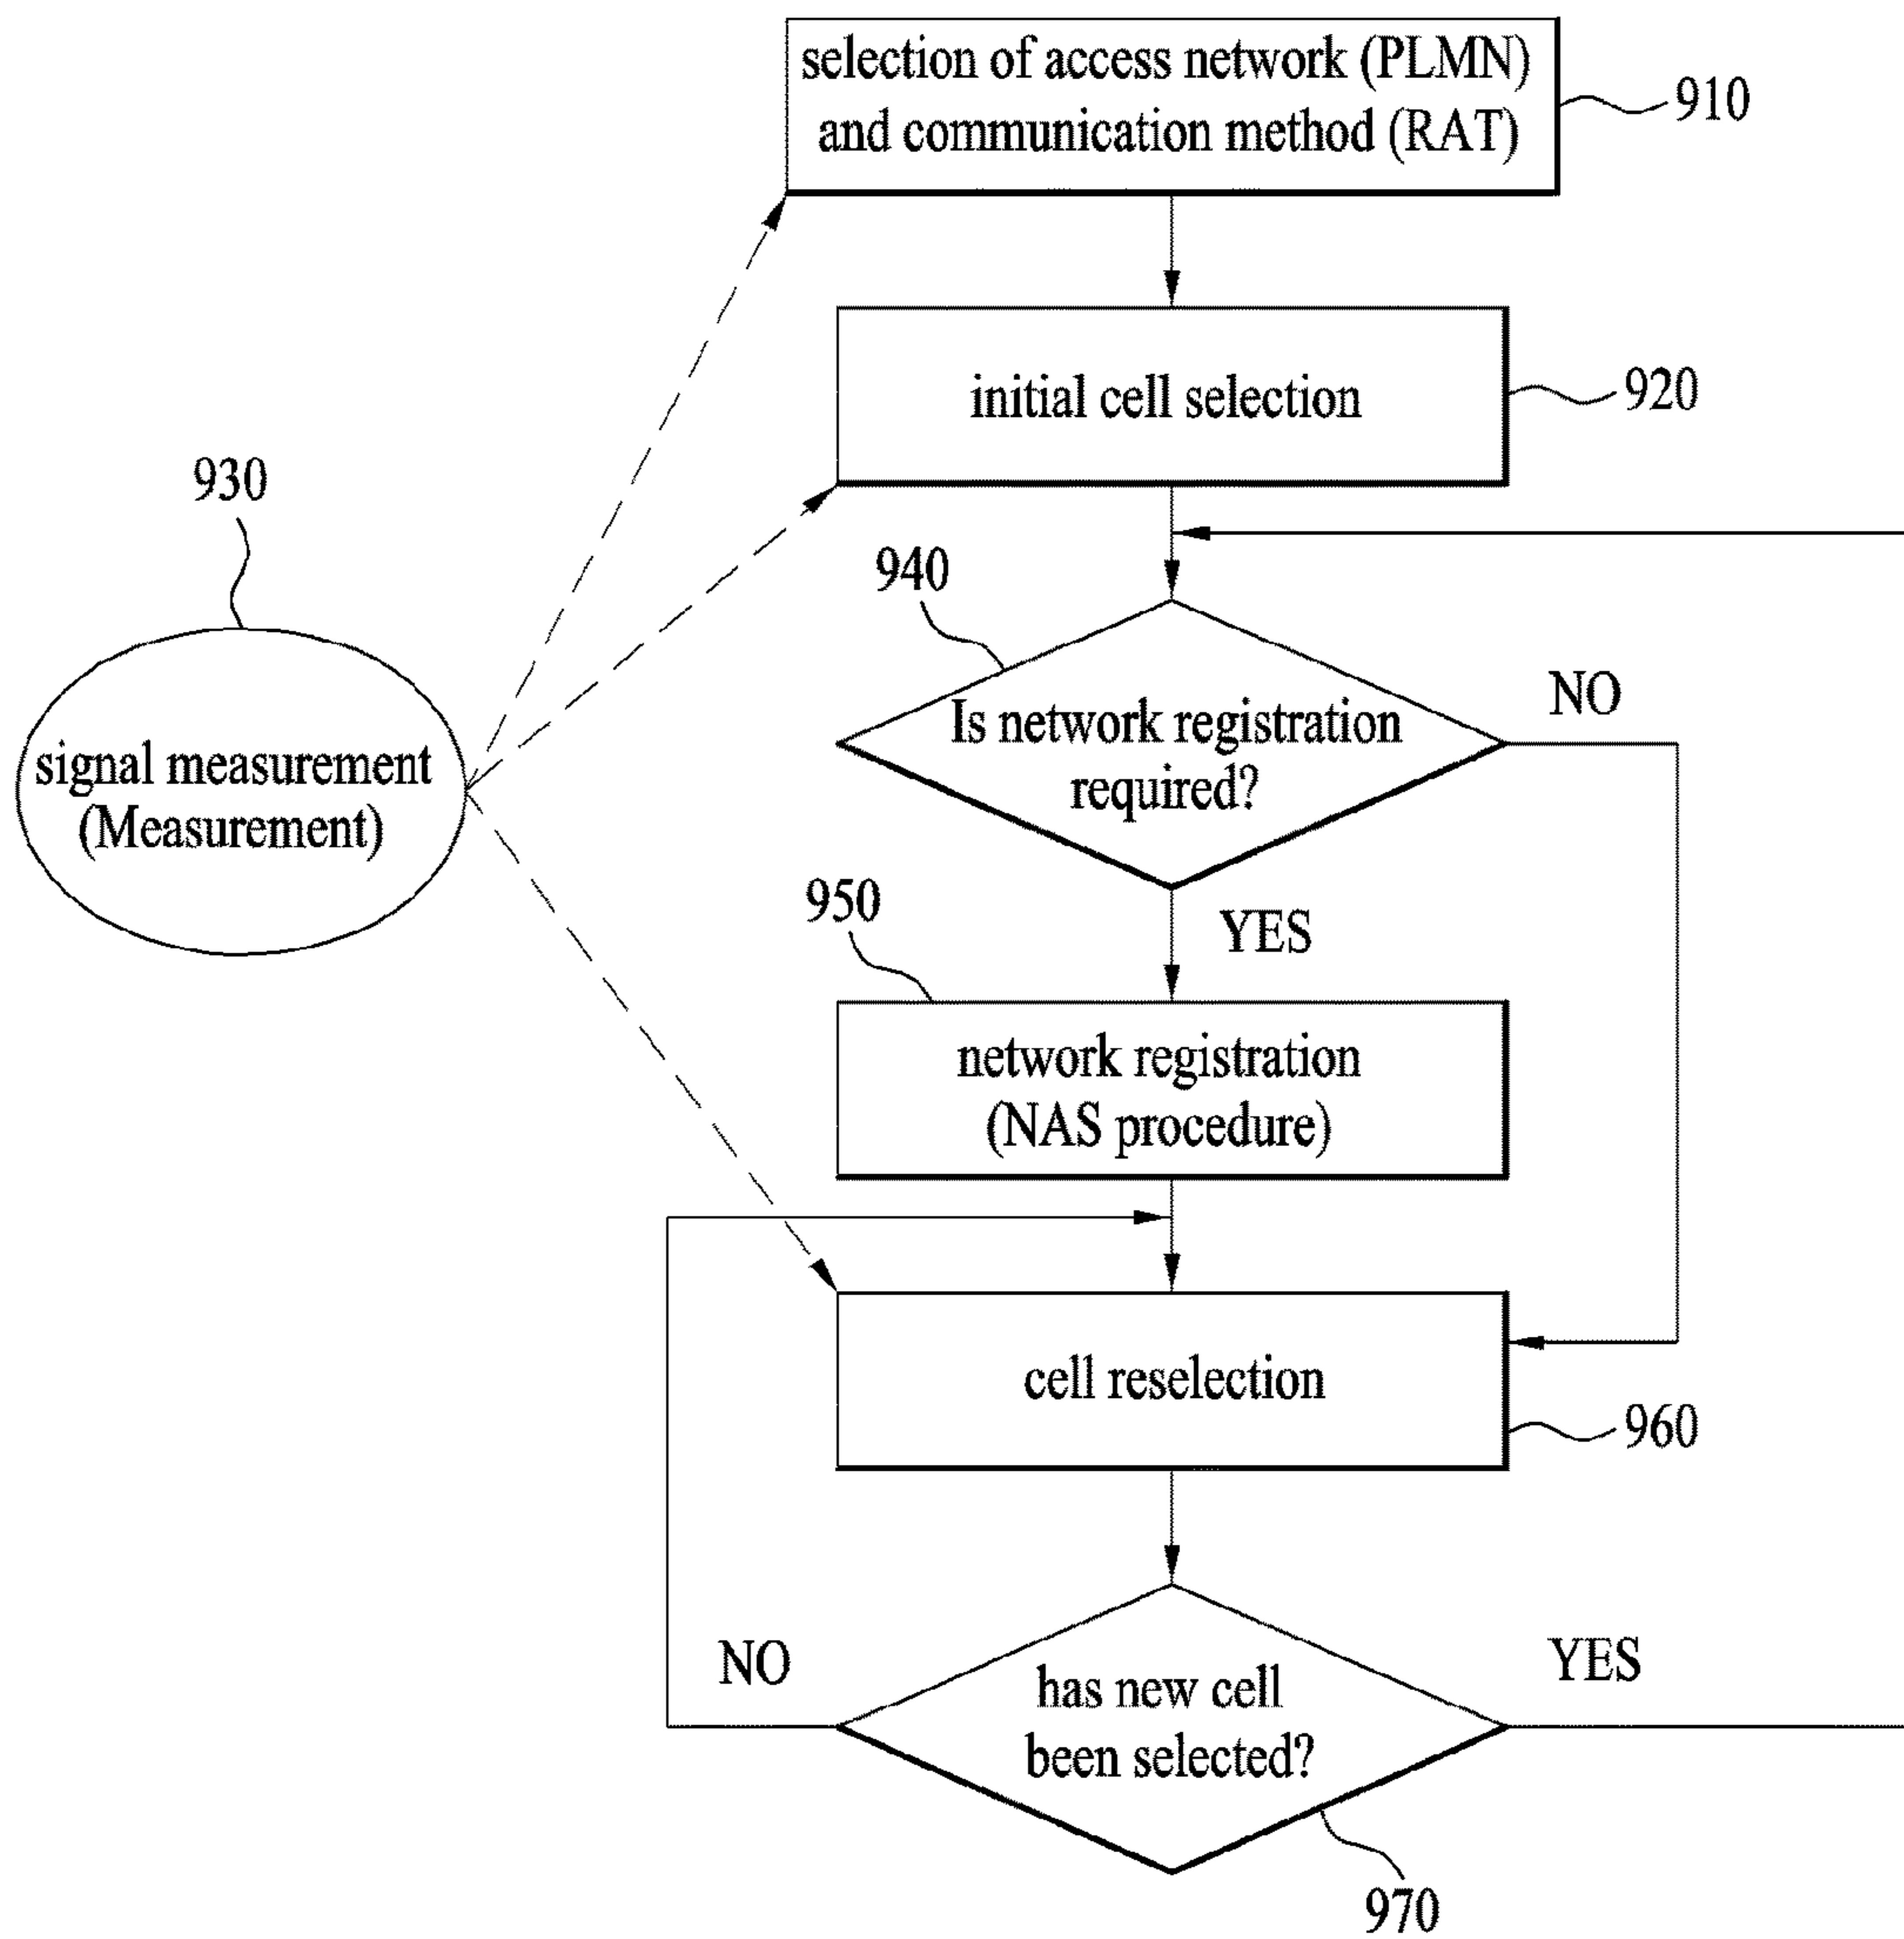 selection of access network (PLMN)
and communication method (RAT)
910
initial cell selection
920
930
signal measurement
(Measurement)
940
Is network registration
required?
NO
YES
950
network registration
(NAS procedure)
cell reselection
960
NO
has new cell
been selected?
YES
970